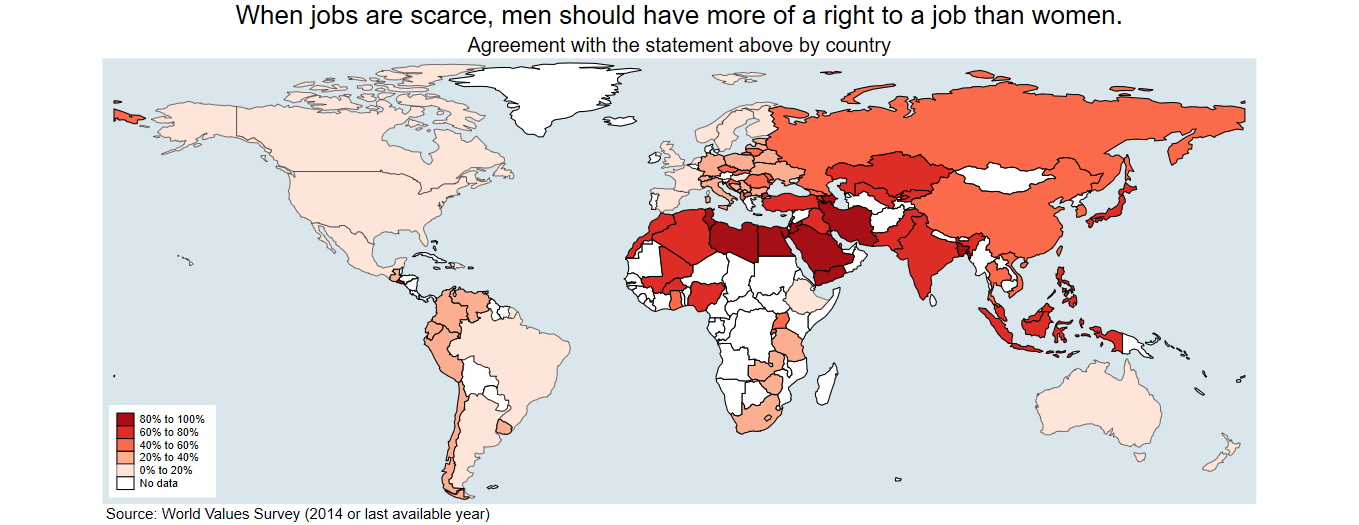 When jobs are scarce, men should have more of a right to a job than women.
Agreement with the statement above by country
80% to 100%
60% to 80%
40% to 60%
20% to 40%
0% to 20%
No data
Source: World Values Survey (2014 or last available year)